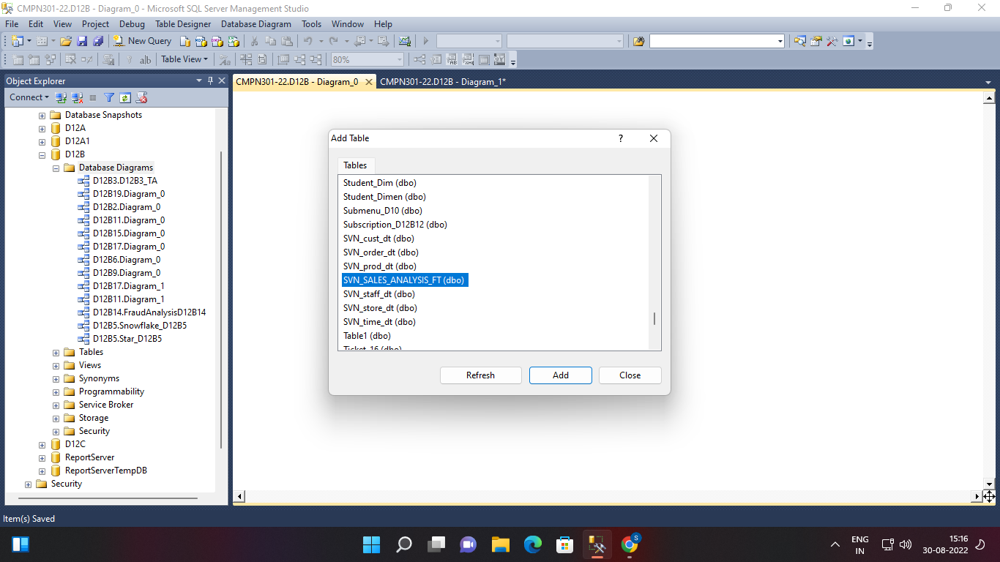 CMPN301-22.D12B - Diagram_0 - Microsoft SQL Server Management Studio
File Edit View Project Debug Table Designer Database Diagram Tools Window Help
New Query
Table View 80%
Object Explorer
Connect
Database Snapshots
D12A
D12A1
D12B
Database Diagrams
D12B3.D12B3_TA
D12B19.Diagram_0
D12B2.Diagram_0
D12B11.Diagram_0
D12B15.Diagram_0
D12B17.Diagram_0
D12B6.Diagram_0
D12B9.Diagram_0
D12B17.Diagram_1
D12B11.Diagram_1
D12B14.FraudAnalysisD12B14
D12B5.Snowflake_D12B5
D12B5.Star_D12B5
Tables
Views
Synonyms
Programmability
Service Broker
Storage
Security
D12C
ReportServer
ReportServerTempDB
Security
CMPN301-22.D12B - Diagram_0 CMPN301-22.D12B - Diagram_1*
Add Table ?
Tables
Student_Dim (dbo)
Student_Dimen (dbo)
Submenu_D10 (dbo)
Subscription_D12B12 (dbo)
SVN_cust_dt (dbo)
SVN_order_dt (dbo)
SVN_prod_dt (dbo)
SVN_SALES_ANALYSIS_FT (dbo)
SVN_staff_dt (dbo)
SVN_store_dt (dbo)
SVN_time_dt (dbo)
Table1 (dbo)
Ticket_16 (dbo)
Refresh Add Close
Item(s) Saved
S
ENG
IN
15:16
30-08-2022